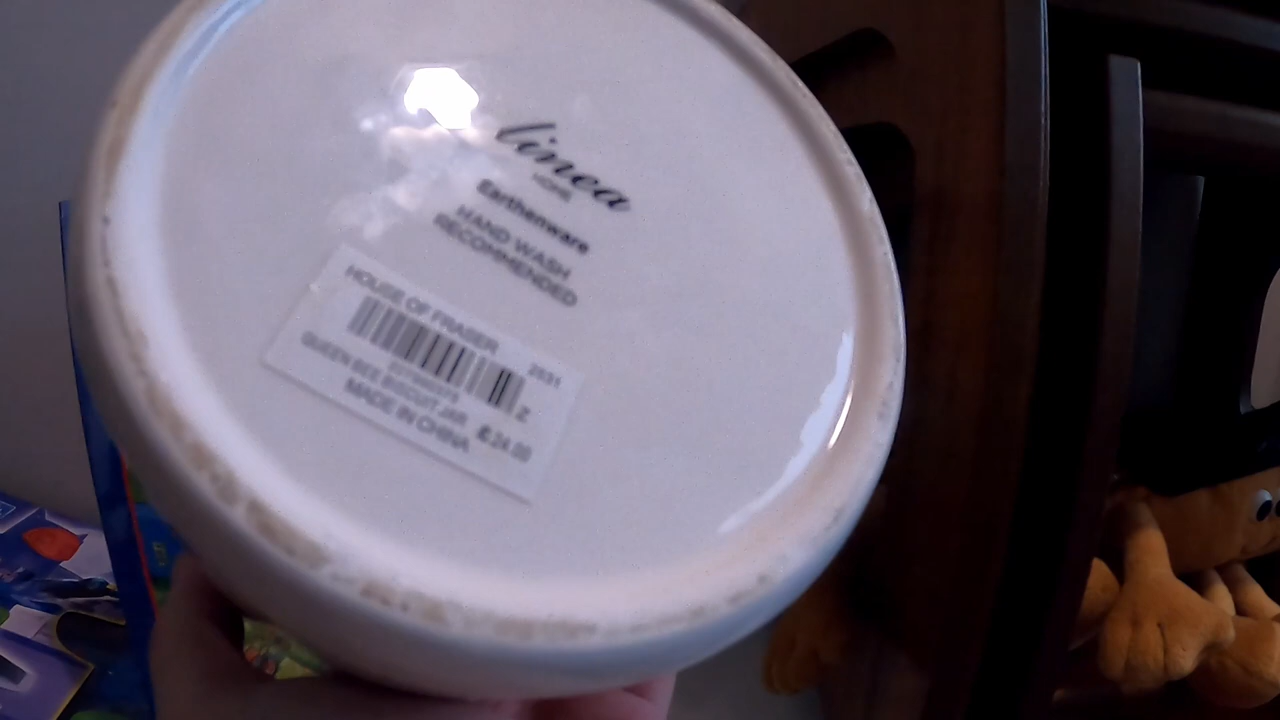 linea
HOME
Earthenware
HAND WASH
RECOMMENDED
HOUSE OF FRASER
2531
Z
QUEEN BEE BISCUIT JAR
£24.00
MADE IN CHINA